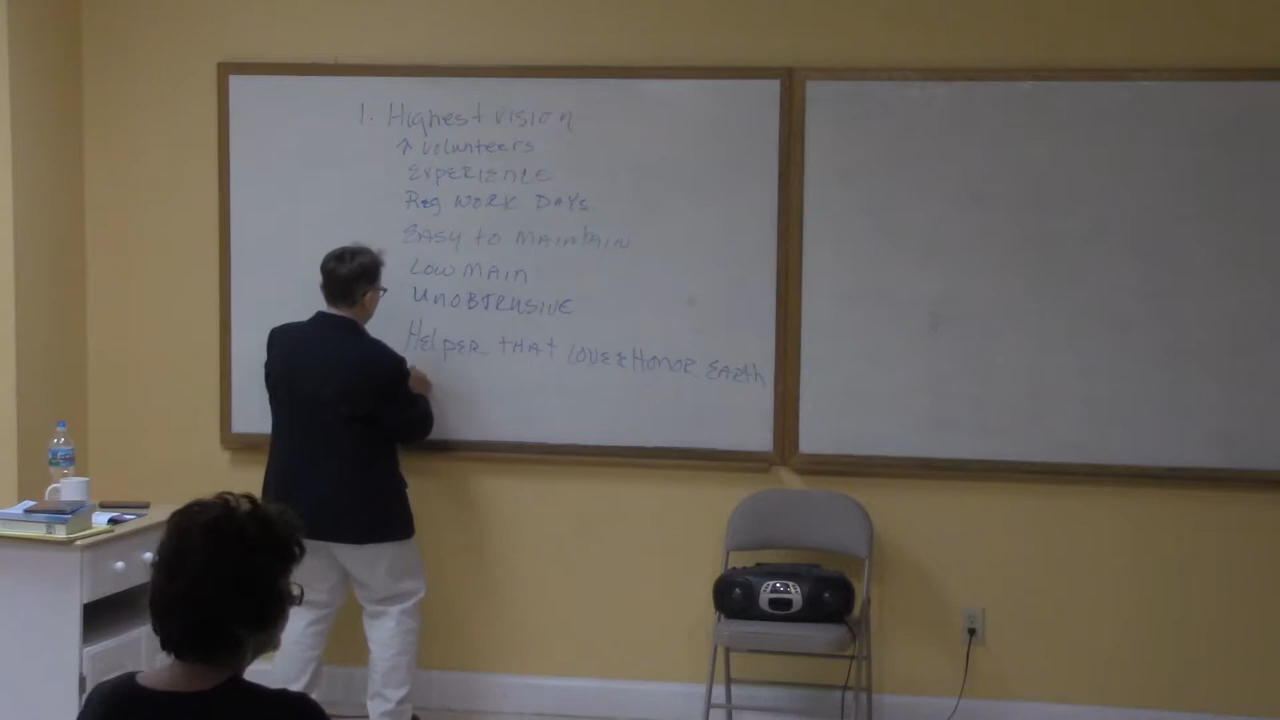 1. Highest vision
↑ volunteers
EXPERIENCE
Reg WORK DAYS
EASY to MAINTAIN
LOW MAIN
UNOBTRUSIVE
HELPER THAT LOVE & HONOR EARTH